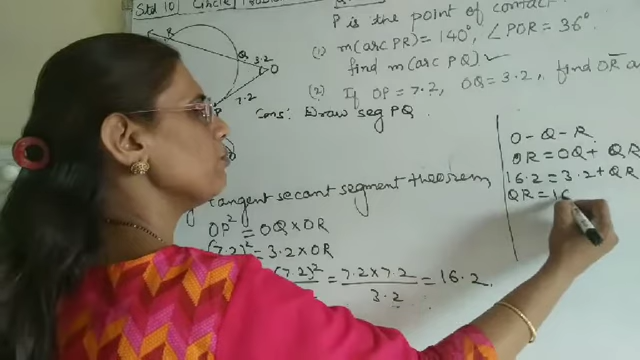 Std 10 Circle
P is the point of contact
(1) m(arc PR) = 140°, ∠POR = 36°
find m(arc PQ)
(2) If OP = 7.2, OQ = 3.2, find OR
Cons: Draw seg PQ.
R
Q
3.2
O
7.2
P
tangent secant segment theorem
OP² = OQ × OR
(7.2)² = 3.2 × OR
(7.2)² = 7.2 × 7.2 / 3.2 = 16.2.
O - Q - R
OR = OQ + QR
16.2 = 3.2 + QR
QR = 16